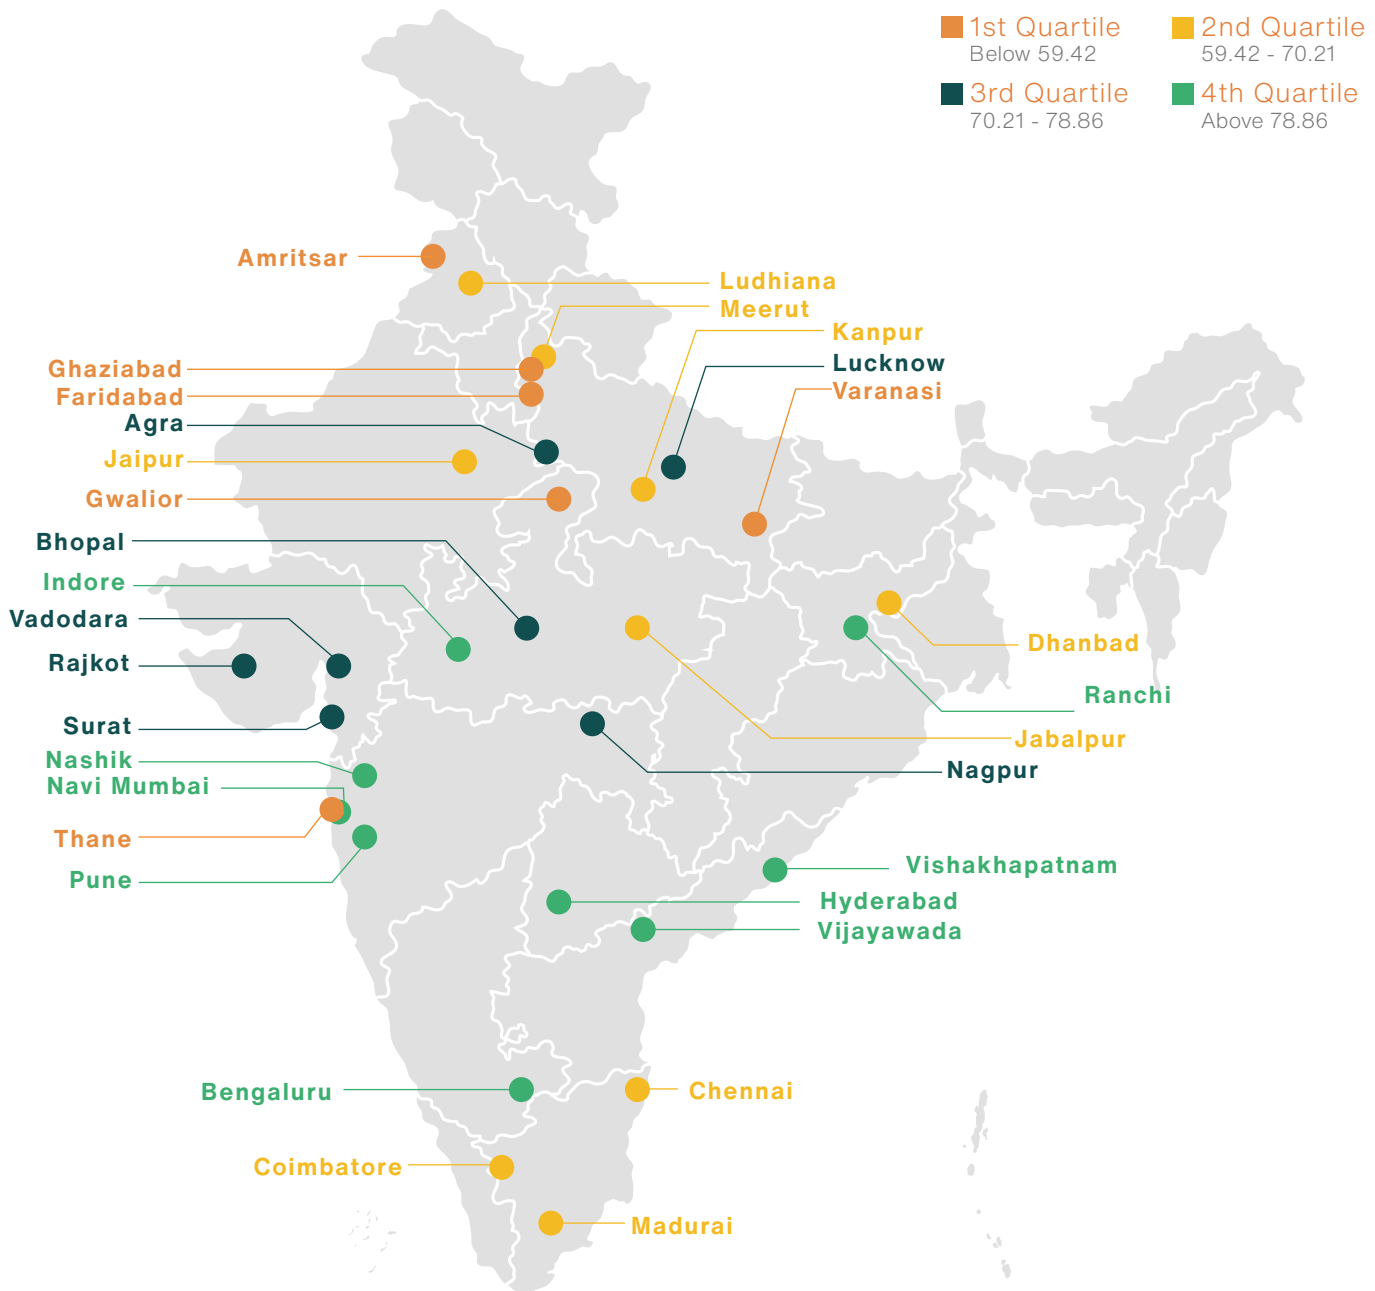 1st Quartile
Below 59.42
2nd Quartile
59.42 - 70.21
3rd Quartile
70.21 - 78.86
4th Quartile
Above 78.86
Amritsar
Ludhiana
Meerut
Kanpur
Lucknow
Varanasi
Ghaziabad
Faridabad
Agra
Jaipur
Gwalior
Bhopal
Indore
Vadodara
Rajkot
Surat
Nashik
Navi Mumbai
Thane
Pune
Dhanbad
Ranchi
Jabalpur
Nagpur
Vishakhapatnam
Hyderabad
Vijayawada
Bengaluru
Chennai
Coimbatore
Madurai